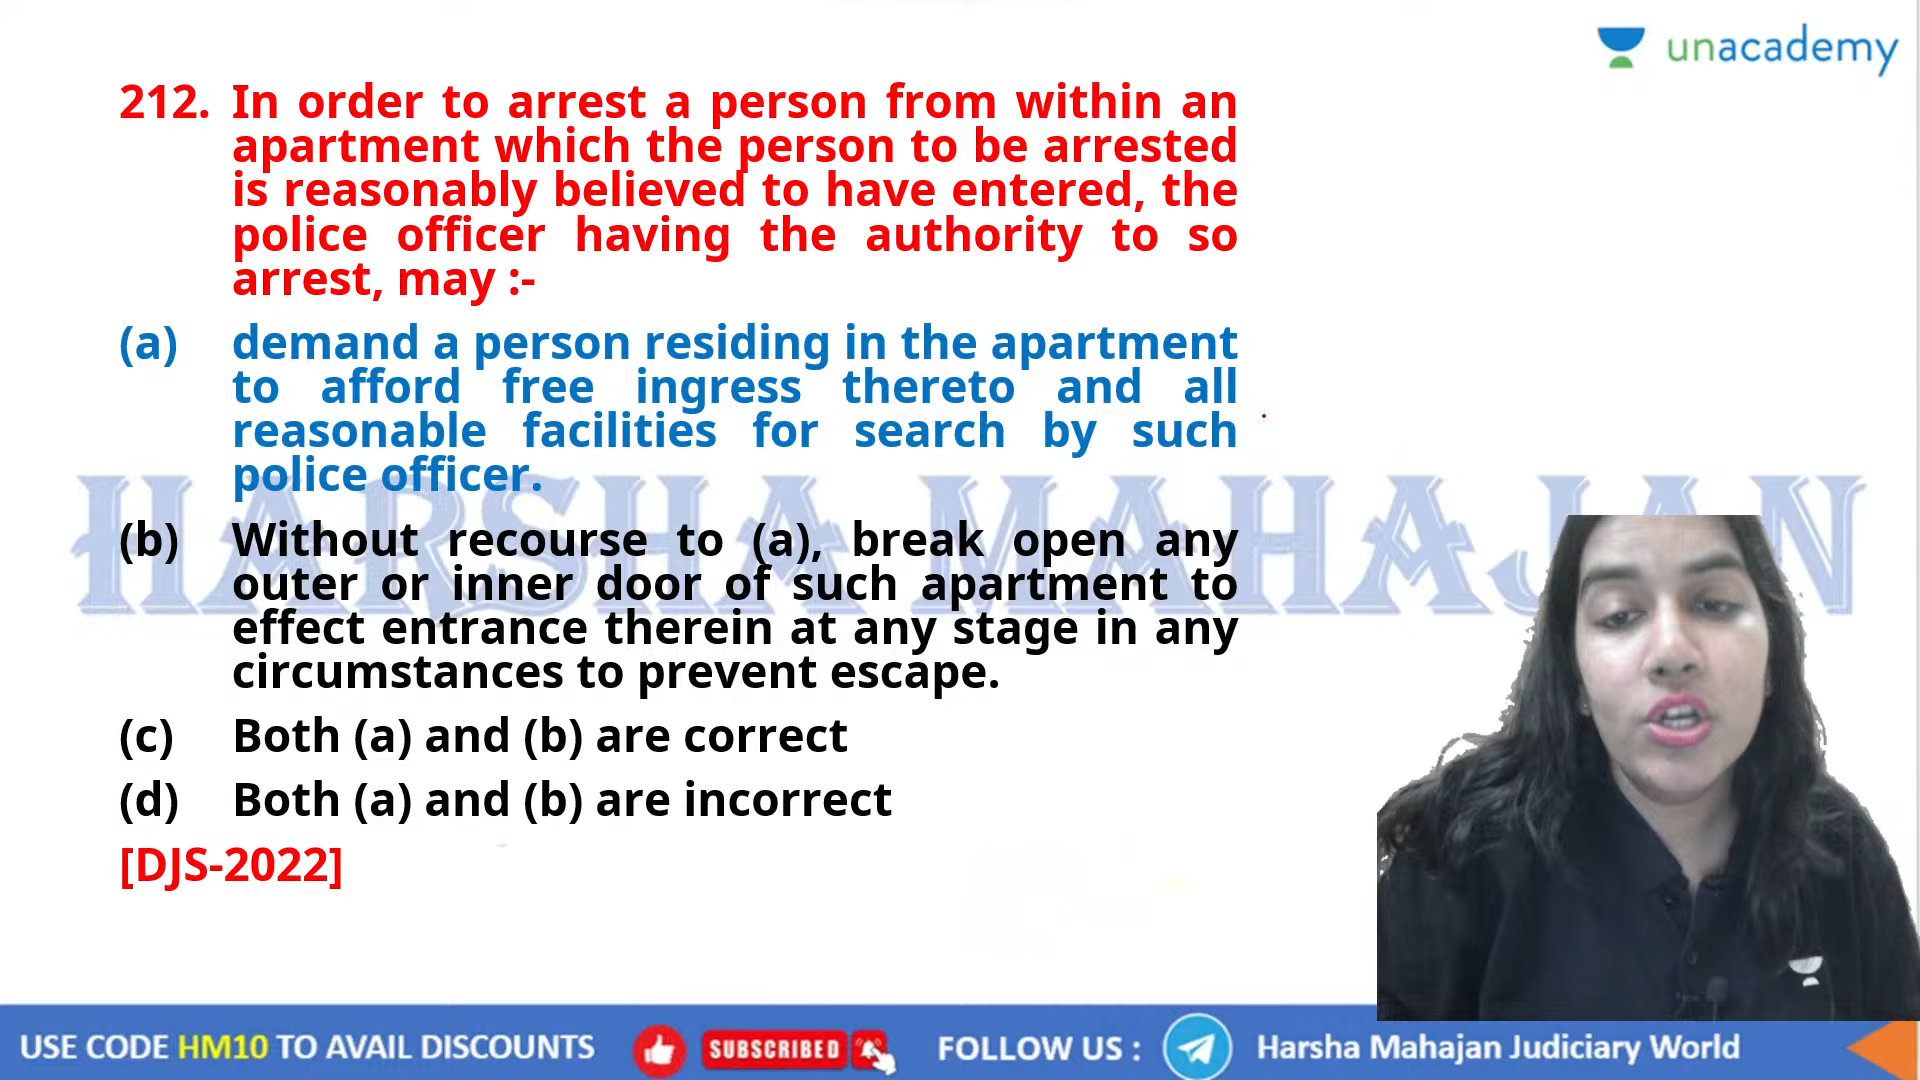 unacademy
212. In order to arrest a person from within an
apartment which the person to be arrested
is reasonably believed to have entered, the
police officer having the authority to so
arrest, may :-
(a) demand a person residing in the apartment
to afford free ingress thereto and all
reasonable facilities for search by such
police officer.
HARSHA MAHAJAN
(b) Without recourse to (a), break open any
outer or inner door of such apartment to
effect entrance therein at any stage in any
circumstances to prevent escape.
(c) Both (a) and (b) are correct
(d) Both (a) and (b) are incorrect
[DJS-2022]
USE CODE HM10 TO AVAIL DISCOUNTS SUBSCRIBED FOLLOW US : Harsha Mahajan Judiciary World